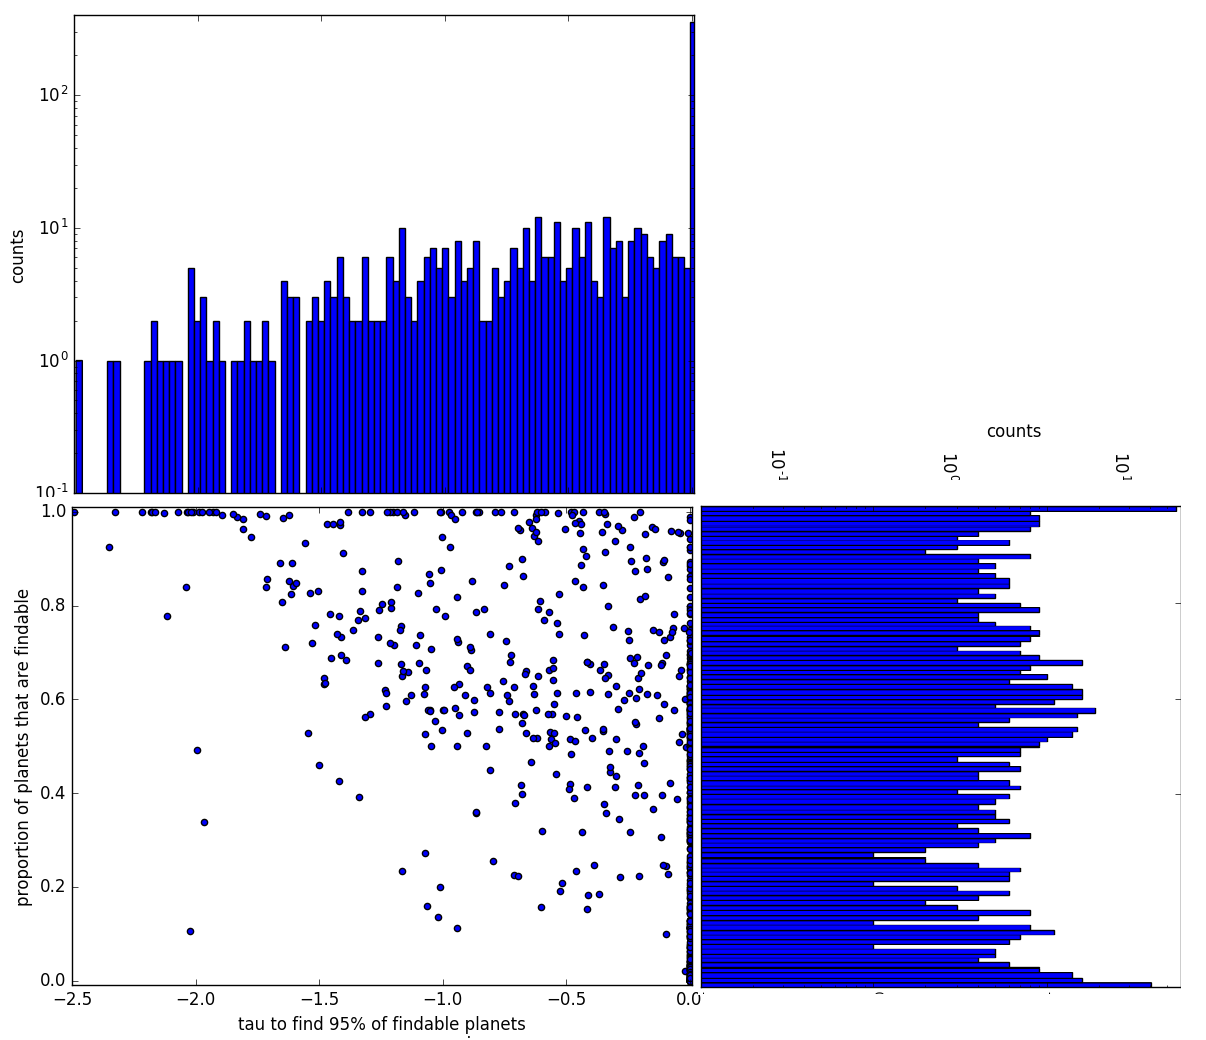 10²
10¹
10⁰
10⁻¹
counts
counts
10⁻¹ 10⁰ 10¹
1.0
0.8
0.6
0.4
0.2
0.0
proportion of planets that are findable
−2.5 −2.0 −1.5 −1.0 −0.5 0.0
tau to find 95% of findable planets